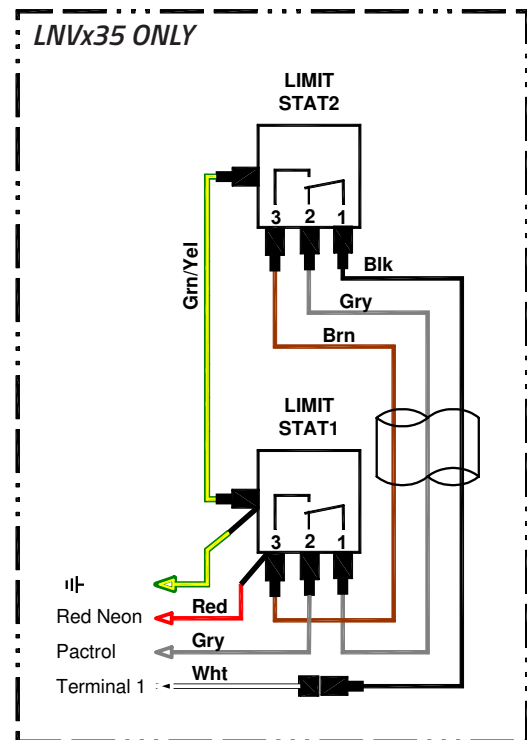 LNVx35 ONLY
LIMIT
STAT2
3 2 1
Grn/Yel
Blk
Gry
Brn
LIMIT
STAT1
3 2 1
Red Neon
Red
Pactrol
Gry
Terminal 1
Wht